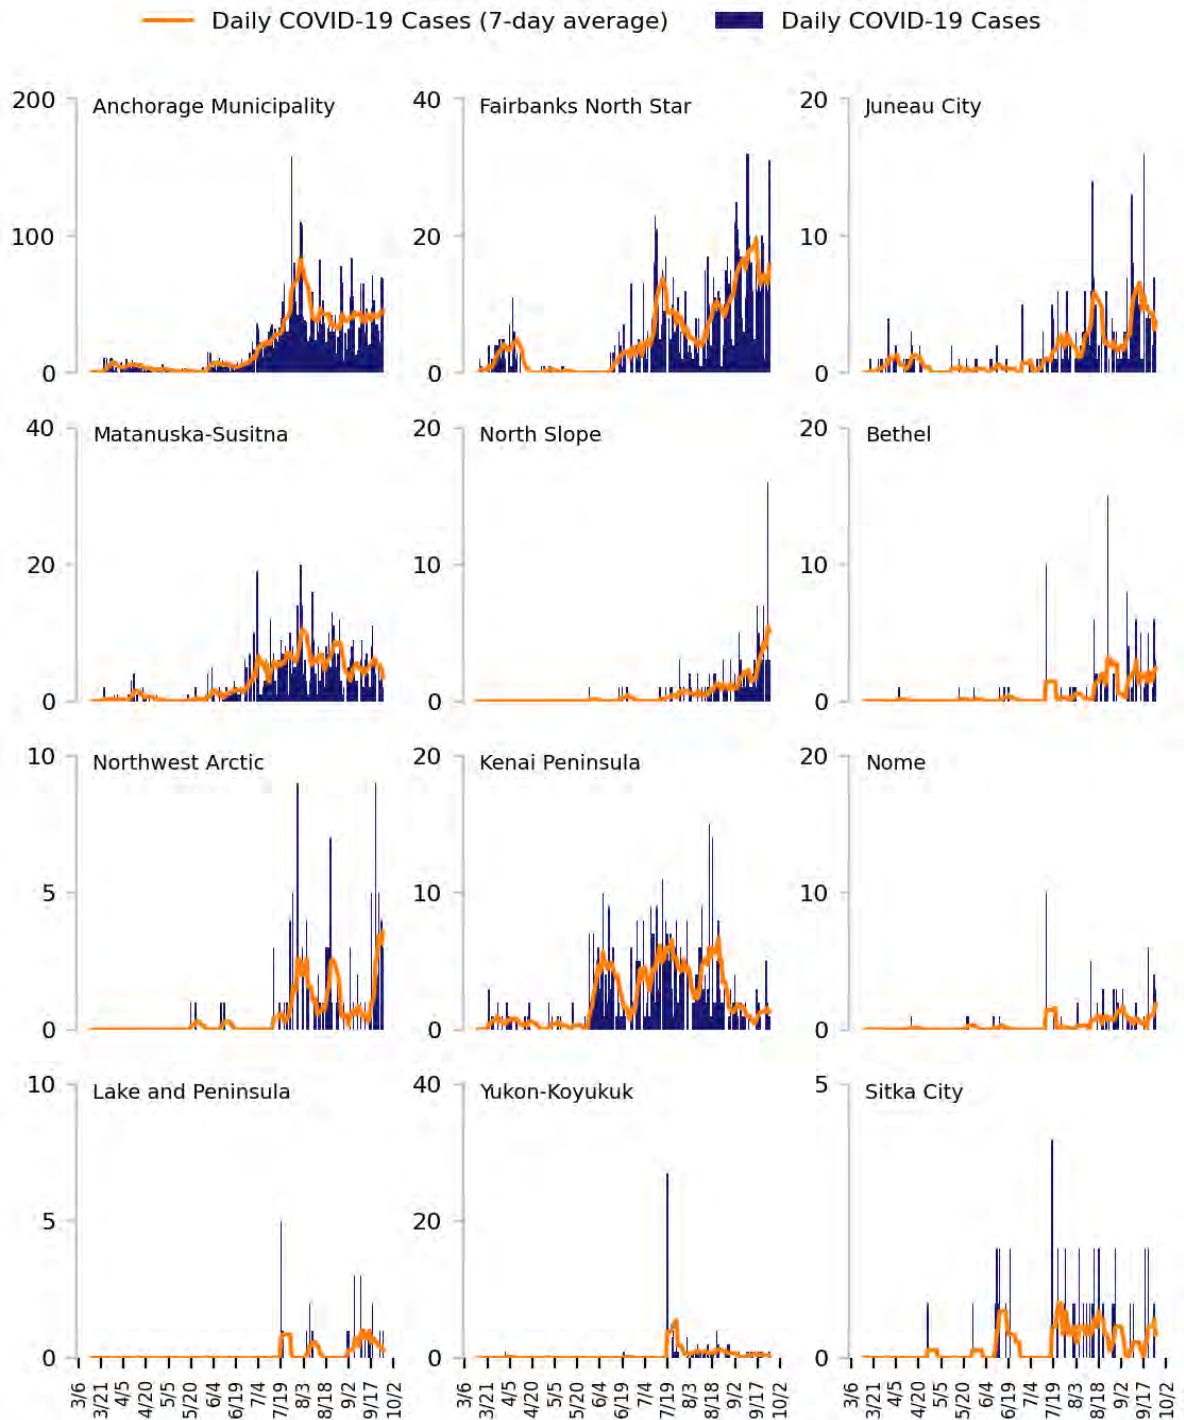 Daily COVID-19 Cases (7-day average) Daily COVID-19 Cases
200 Anchorage Municipality 40 Fairbanks North Star 20 Juneau City
100 20 10
0 0 0
40 Matanuska-Susitna 20 North Slope 20 Bethel
20 10 10
0 0 0
10 Northwest Arctic 20 Kenai Peninsula 20 Nome
5 10 10
0 0 0
10 Lake and Peninsula 40 Yukon-Koyukuk 5 Sitka City
5 20
0 0 0
3/6 3/21 4/5 4/20 5/5 5/20 6/4 6/19 7/4 7/19 8/3 8/18 9/2 9/17 10/2 3/6 3/21 4/5 4/20 5/5 5/20 6/4 6/19 7/4 7/19 8/3 8/18 9/2 9/17 10/2 3/6 3/21 4/5 4/20 5/5 5/20 6/4 6/19 7/4 7/19 8/3 8/18 9/2 9/17 10/2